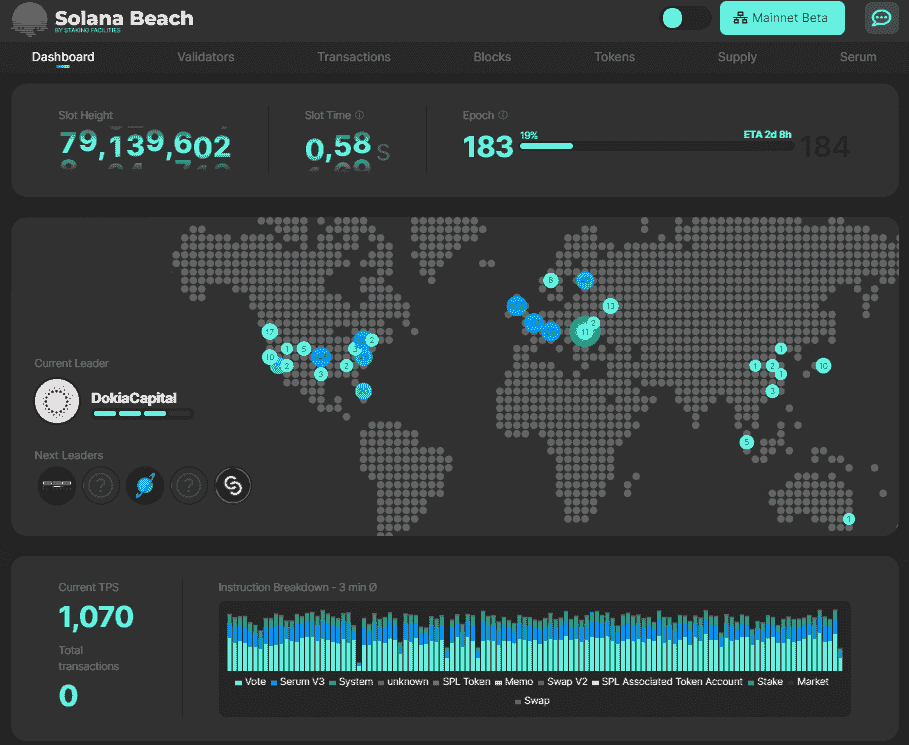 Solana Beach
BY STAKING FACILITIES
Mainnet Beta
Dashboard Validators Transactions Blocks Tokens Supply Serum
Slot Height
79,139,602
Slot Time
0,58 S
Epoch
183 19% ETA 2d 8h 184
8
13
2
11
17
1
5
3
2
10
2
2
3
1
1
2
10
1
3
5
1
Current Leader
DokiaCapital
Next Leaders
? ?
Current TPS
1,070
Total
transactions
0
Instruction Breakdown - 3 min Ø
Vote Serum V3 System unknown SPL Token Memo Swap V2 SPL Associated Token Account Stake Market
Swap